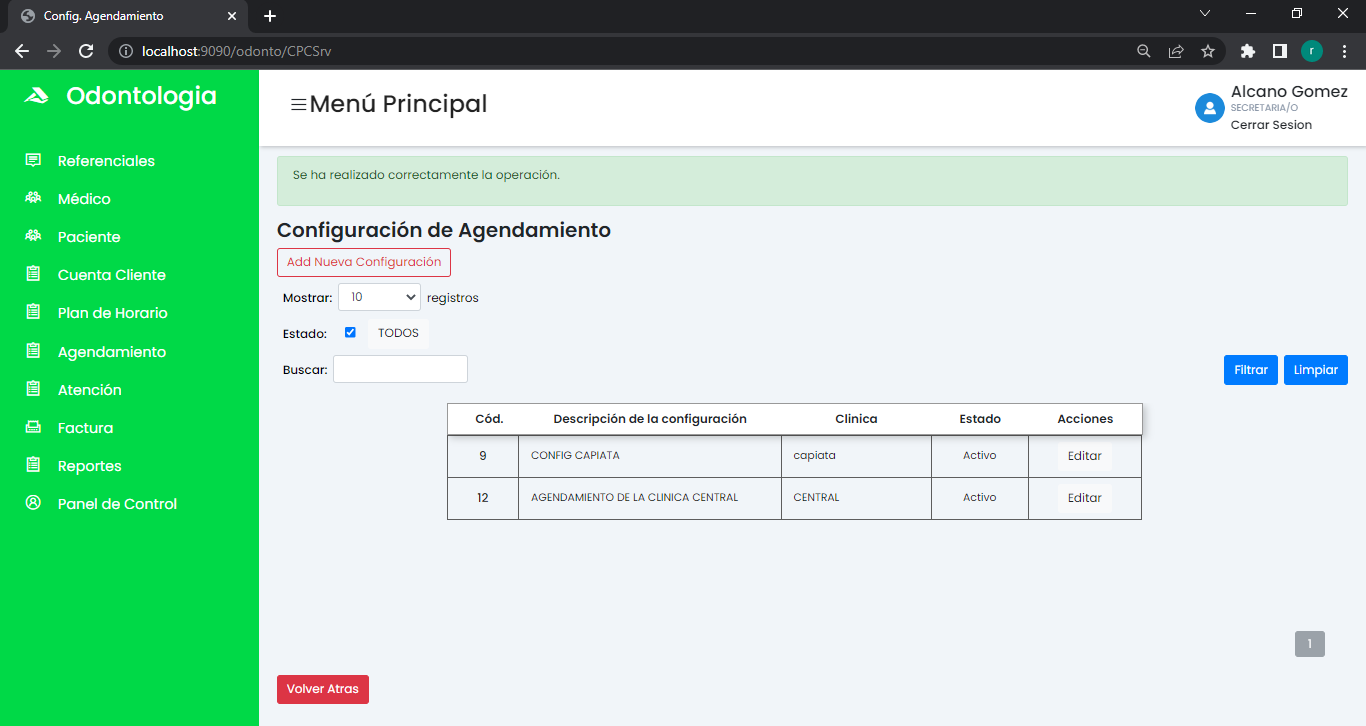 Config. Agendamiento
localhost:9090/odonto/CPCSrv
r
Odontologia
Menú Principal
Alcano Gomez
SECRETARIA/O
Cerrar Sesion
Referenciales
Médico
Paciente
Cuenta Cliente
Plan de Horario
Agendamiento
Atención
Factura
Reportes
Panel de Control
Se ha realizado correctamente la operación.
Configuración de Agendamiento
Add Nueva Configuración
Mostrar: 10 registros
Estado: TODOS
Buscar:
Filtrar Limpiar
Cód. Descripción de la configuración Clinica Estado Acciones
9 CONFIG CAPIATA capiata Activo Editar
12 AGENDAMIENTO DE LA CLINICA CENTRAL CENTRAL Activo Editar
1
Volver Atras